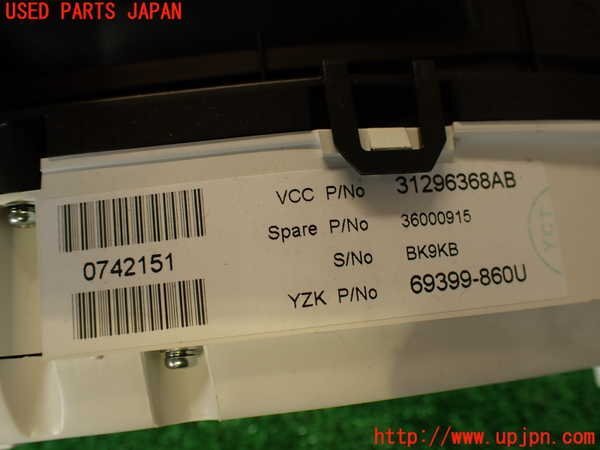 USED PARTS JAPAN
VCC P/No 31296368AB
Spare P/No 36000915
S/No BK9KB
YZK P/No 69399-860U
0742151
YCT
http://www.upjpn.com